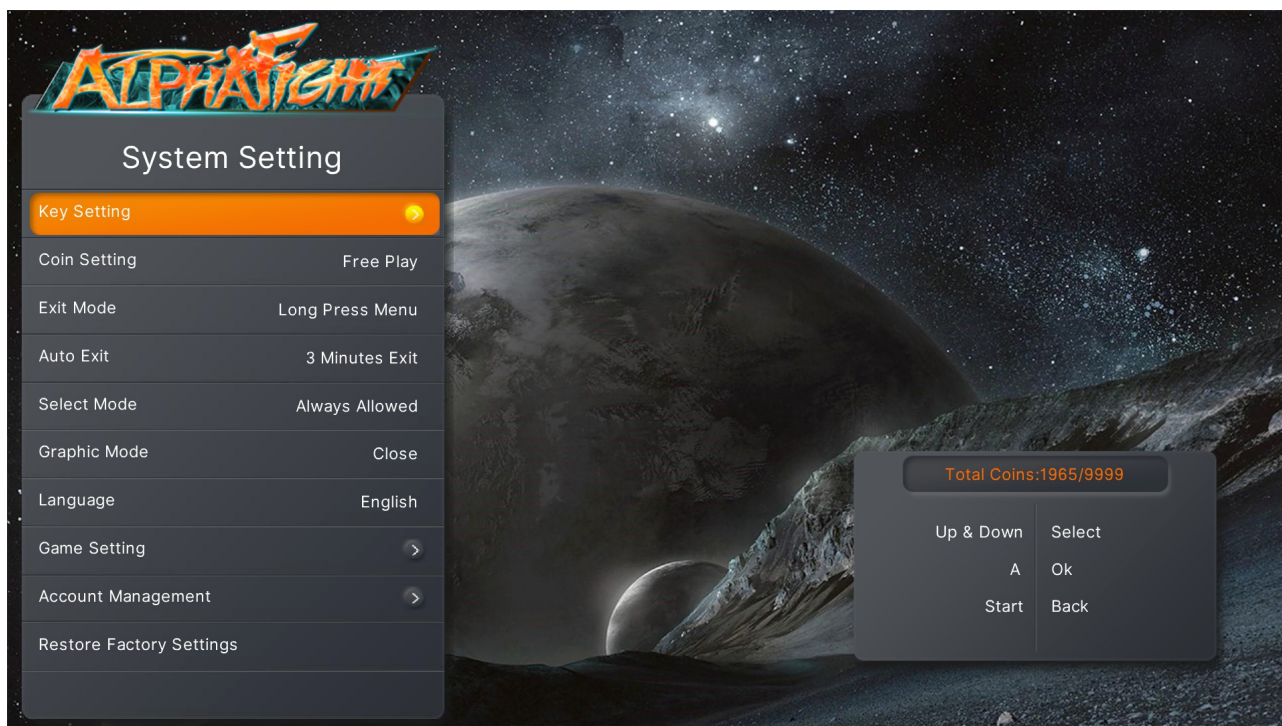 ALPHAFIGHT
System Setting
Key Setting
Coin Setting Free Play
Exit Mode Long Press Menu
Auto Exit 3 Minutes Exit
Select Mode Always Allowed
Graphic Mode Close
Language English
Game Setting
Account Management
Restore Factory Settings
Total Coins:1965/9999
Up & Down Select
A Ok
Start Back